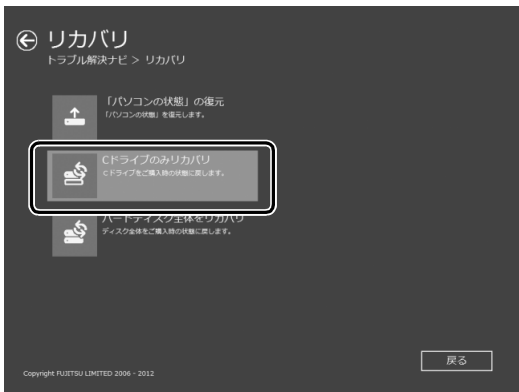 リカバリ
トラブル解決ナビ > リカバリ
「パソコンの状態」の復元
「パソコンの状態」を復元します。
Cドライブのみリカバリ
Cドライブをご購入時の状態に戻します。
ハードディスク全体をリカバリ
ディスク全体をご購入時の状態に戻します。
戻る
Copyright FUJITSU LIMITED 2006 - 2012